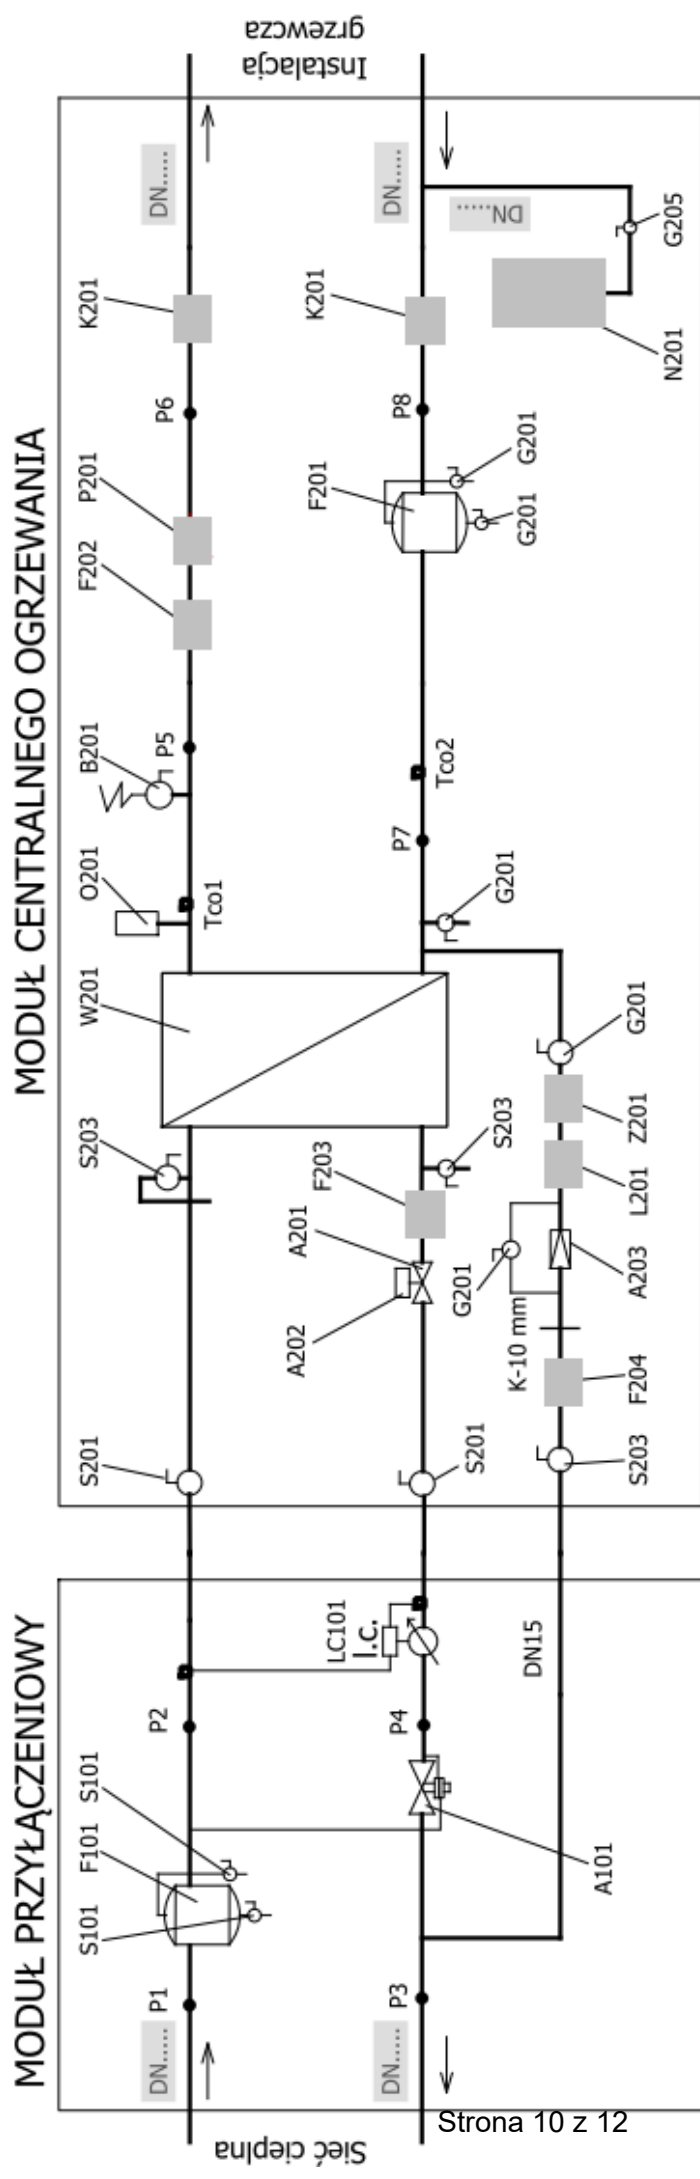 MODUŁ PRZYŁĄCZENIOWY
MODUŁ CENTRALNEGO OGRZEWANIA
Sieć cieplna
DN.....
P1
S101
F101
S101
P2
S201
S203
W201
O201
Tco1
B201
P5
F202
P201
P6
K201
DN.....
Instalacja
grzewcza
DN.....
P3
A101
P4
LC101
I.c.
S201
A202
A201
F203
S203
G201
P7
Tco2
F201
G201
G201
P8
K201
DN.....
DN.....
N201
G205
DN15
S203
F204
K-10 mm
G201
A203
L201
Z201
G201
Strona 10 z 12